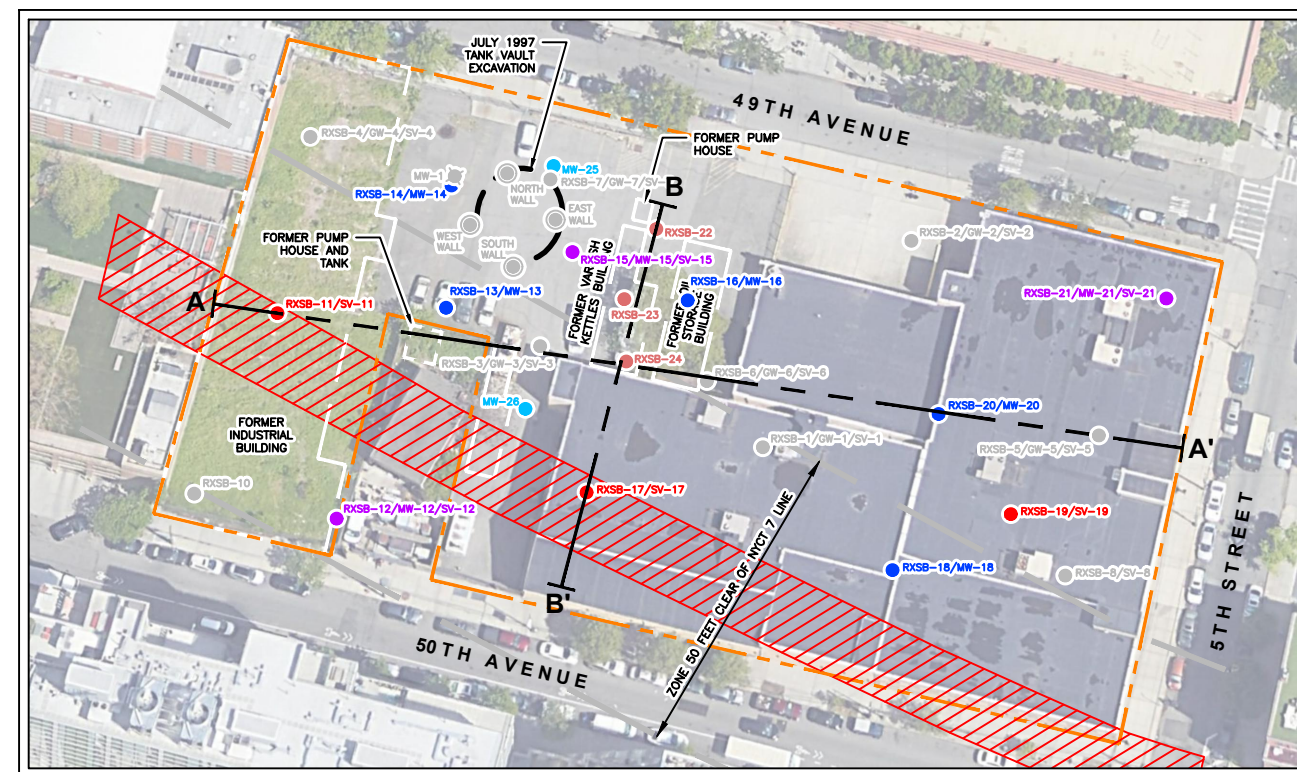 JULY 1997
TANK VAULT
EXCAVATION
49TH AVENUE
FORMER PUMP
HOUSE
RXSB-4/GW-4/SV-4
MW-1
MW-25
RXSB-7/GW-7/SV-
RXSB-14/MW-14
NORTH
WALL
B
EAST
WALL
WEST
WALL
SOUTH
WALL
RXSB-22
RXSB-2/GW-2/SV-2
FORMER PUMP
HOUSE AND
TANK
RXSB-15/MW-15/SV-15
KETTLES BUILDING
BUILDING
RXSB-16/MW-16
RXSB-21/MW-21/SV-21
A
RXSB-11/SV-11
RXSB-13/MW-13
RXSB-23
RXSB-3/GW-3/SV-3
RXSB-24
RXSB-6/GW-6/SV-6
MW-26
RXSB-20/MW-20
FORMER
INDUSTRIAL
BUILDING
RXSB-1/GW-1/SV-1
RXSB-5/GW-5/SV-5
A'
RXSB-10
RXSB-17/SV-17
RXSB-12/MW-12/SV-12
RXSB-19/SV-19
ZONE 50 FEET CLEAR OF NYCT 7 LINE
RXSB-18/MW-18
RXSB-8/SV-8
B'
5TH STREET
50TH AVENUE